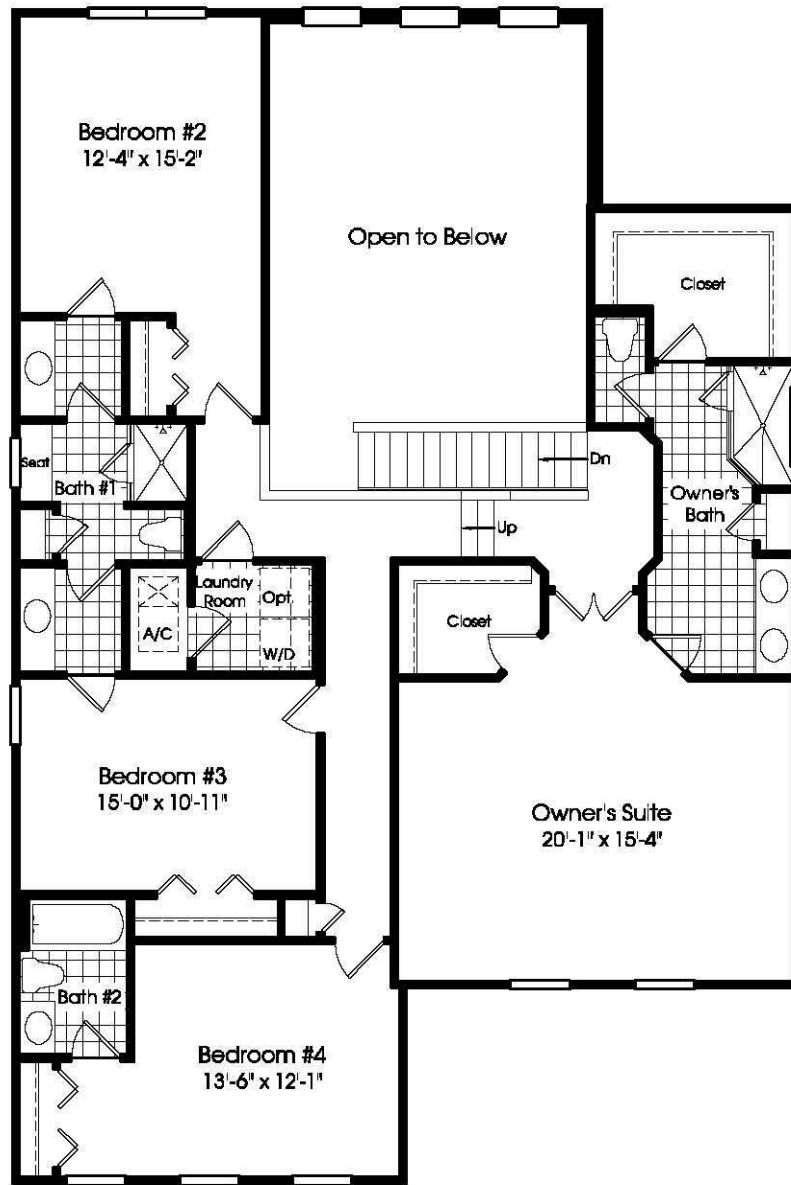 Bedroom #2
12'-4" x 15'-2"
Open to Below
Closet
Seat
Bath #1
Dn
Owner's
Bath
Up
Laundry
Room
Opt.
A/C
W/D
Closet
Bedroom #3
15'-0" x 10'-11"
Owner's Suite
20'-1" x 15'-4"
Bath #2
Bedroom #4
13'-6" x 12'-1"